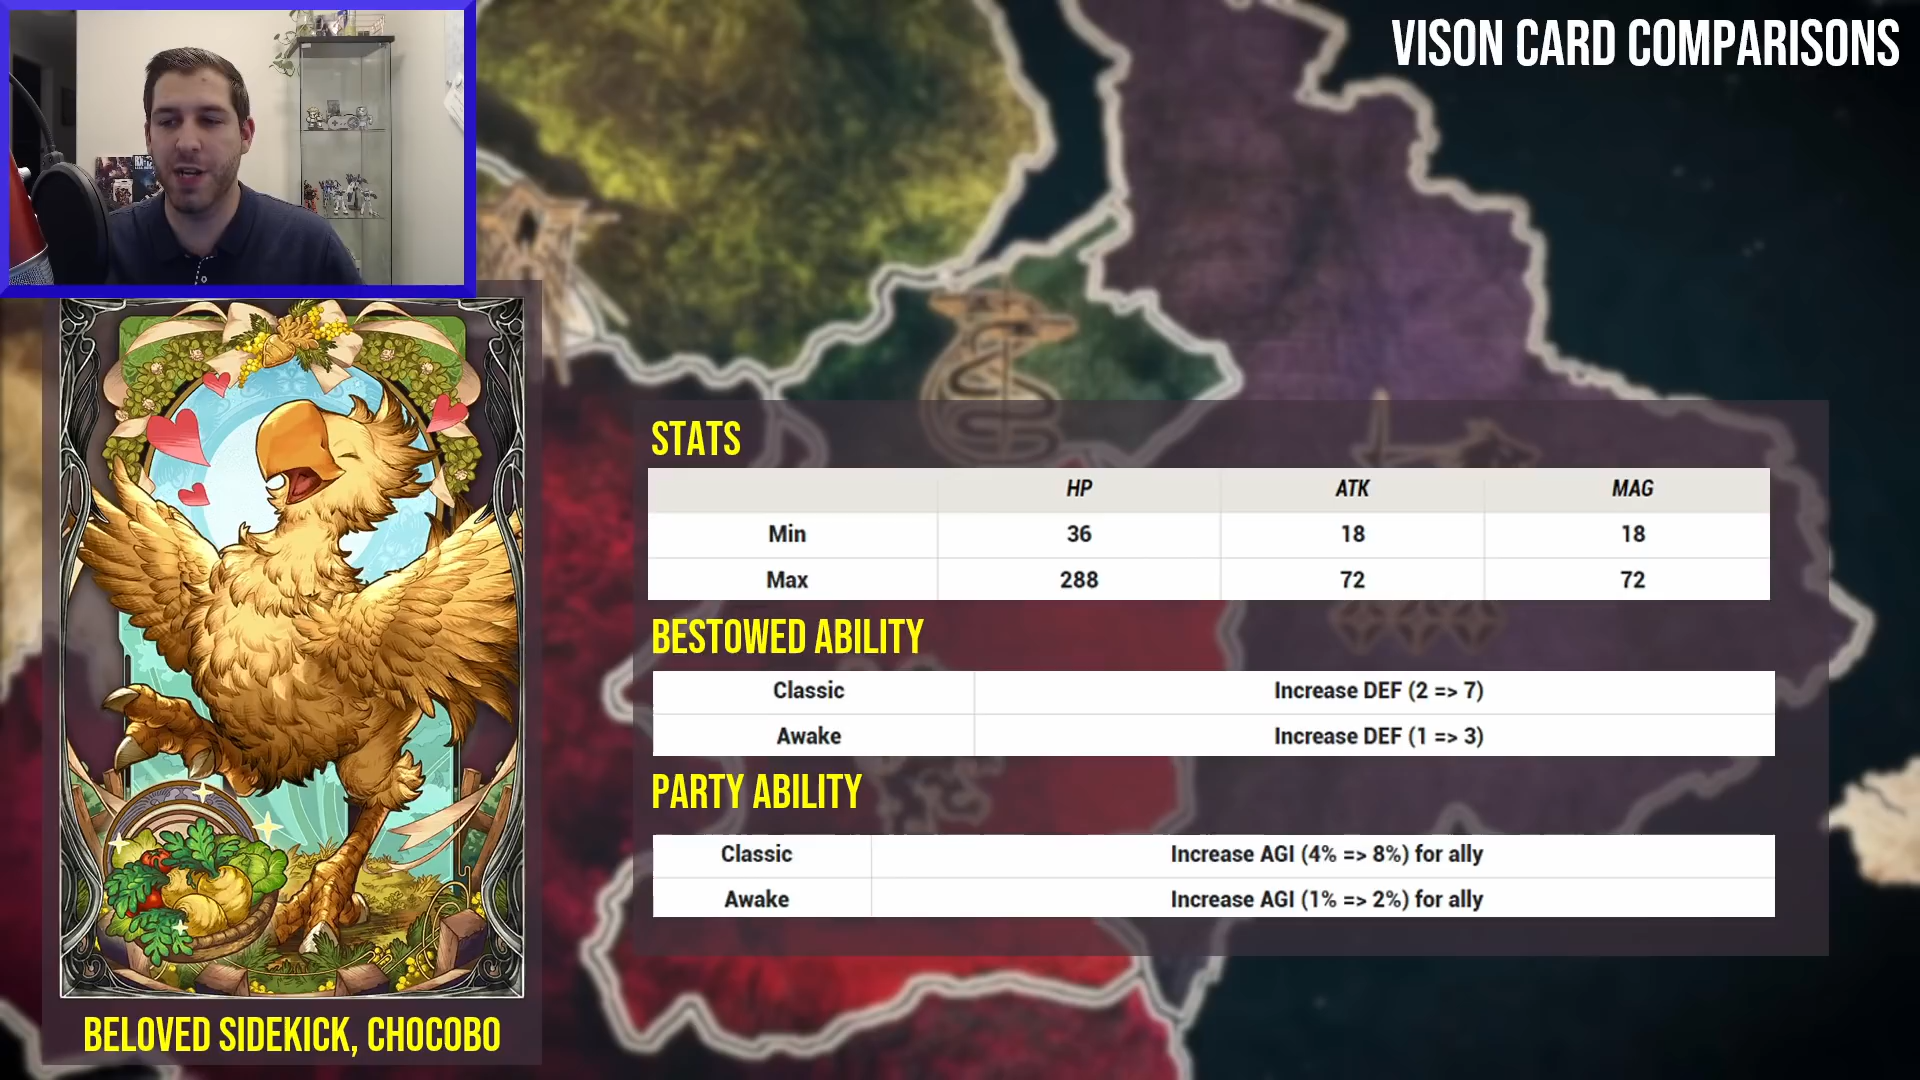 VISON CARD COMPARISONS
STATS
HP ATK MAG
Min 36 18 18
Max 288 72 72
BESTOWED ABILITY
Classic Increase DEF (2 => 7)
Awake Increase DEF (1 => 3)
PARTY ABILITY
Classic Increase AGI (4% => 8%) for ally
Awake Increase AGI (1% => 2%) for ally
BELOVED SIDEKICK, CHOCOBO